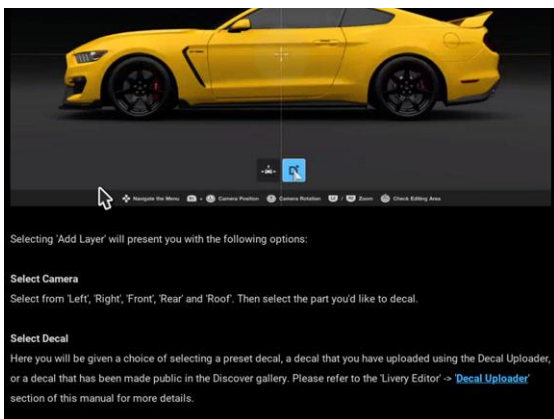 Navigate the Menu + Camera Position Camera Rotation / Zoom Check Editing Area
Selecting 'Add Layer' will present you with the following options:
Select Camera
Select from 'Left', 'Right', 'Front', 'Rear' and 'Roof'. Then select the part you'd like to decal.
Select Decal
Here you will be given a choice of selecting a preset decal, a decal that you have uploaded using the Decal Uploader,
or a decal that has been made public in the Discover gallery. Please refer to the 'Livery Editor' -> 'Decal Uploader'
section of this manual for more details.